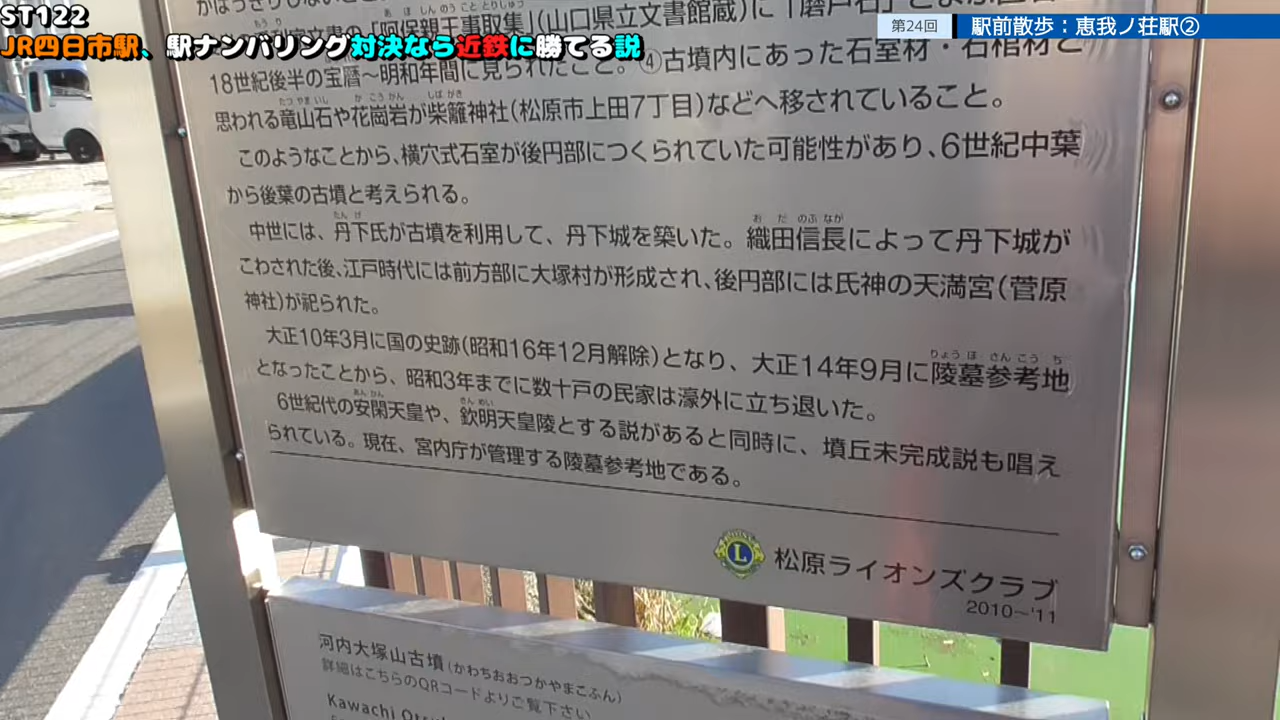 ST122
JR四日市駅、駅ナンバリング対決なら近鉄に勝てる説
第24回
駅前散歩：恵我ノ荘駅②
「阿保親王事取集」(山口県立文書館蔵)に「磨戸石」
18世紀後半の宝暦～明和年間に見られたこと。④古墳内にあった石室材・石棺材と
思われる竜山石や花崗岩が柴籬神社(松原市上田7丁目)などへ移されていること。
このようなことから、横穴式石室が後円部につくられていた可能性があり、6世紀中葉
から後葉の古墳と考えられる。
中世には、丹下氏が古墳を利用して、丹下城を築いた。織田信長によって丹下城が
こわされた後、江戸時代には前方部に大塚村が形成され、後円部には氏神の天満宮(菅原
神社)が祀られた。
大正10年3月に国の史跡(昭和16年12月解除)となり、大正14年9月に陵墓参考地
となったことから、昭和3年までに数十戸の民家は濠外に立ち退いた。
6世紀代の安閑天皇や、欽明天皇陵とする説があると同時に、墳丘未完成説も唱え
られている。現在、宮内庁が管理する陵墓参考地である。
L 松原ライオンズクラブ
2010～'11
河内大塚山古墳(かわちおおつかやまこふん)
詳細はこちらのQRコードよりご覧下さい
Kawachi